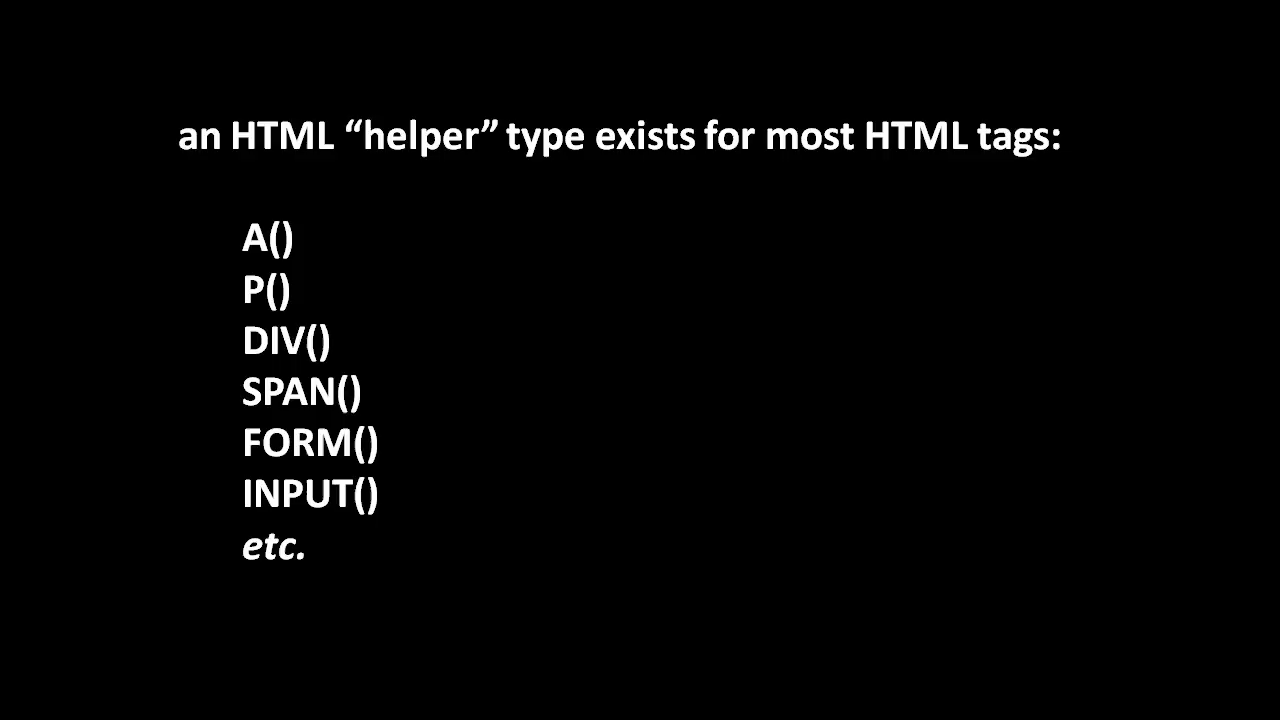 an HTML “helper” type exists for most HTML tags:
A()
P()
DIV()
SPAN()
FORM()
INPUT()
etc.